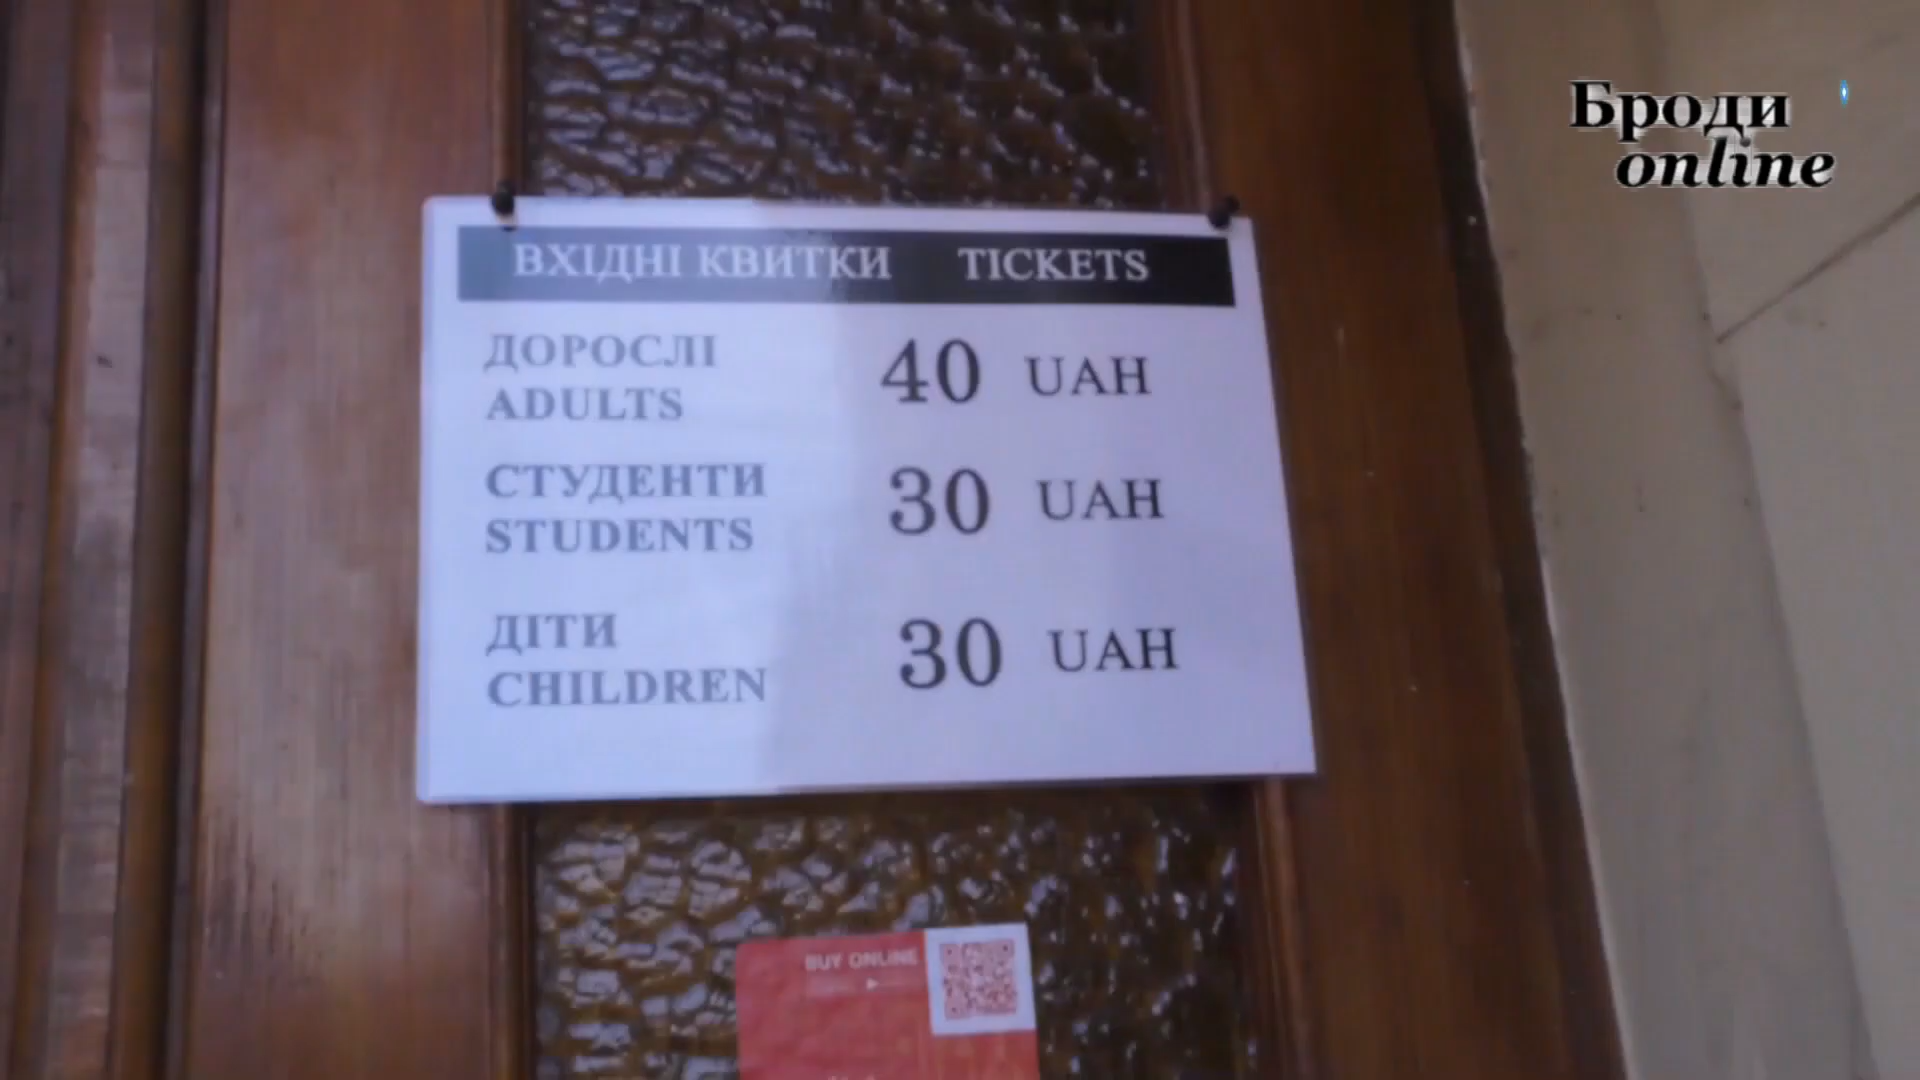 Броди
online
ВХІДНІ КВИТКИ TICKETS
ДОРОСЛІ
ADULTS
40 UAH
СТУДЕНТИ
STUDENTS
30 UAH
ДІТИ
CHILDREN
30 UAH
BUY ONLINE